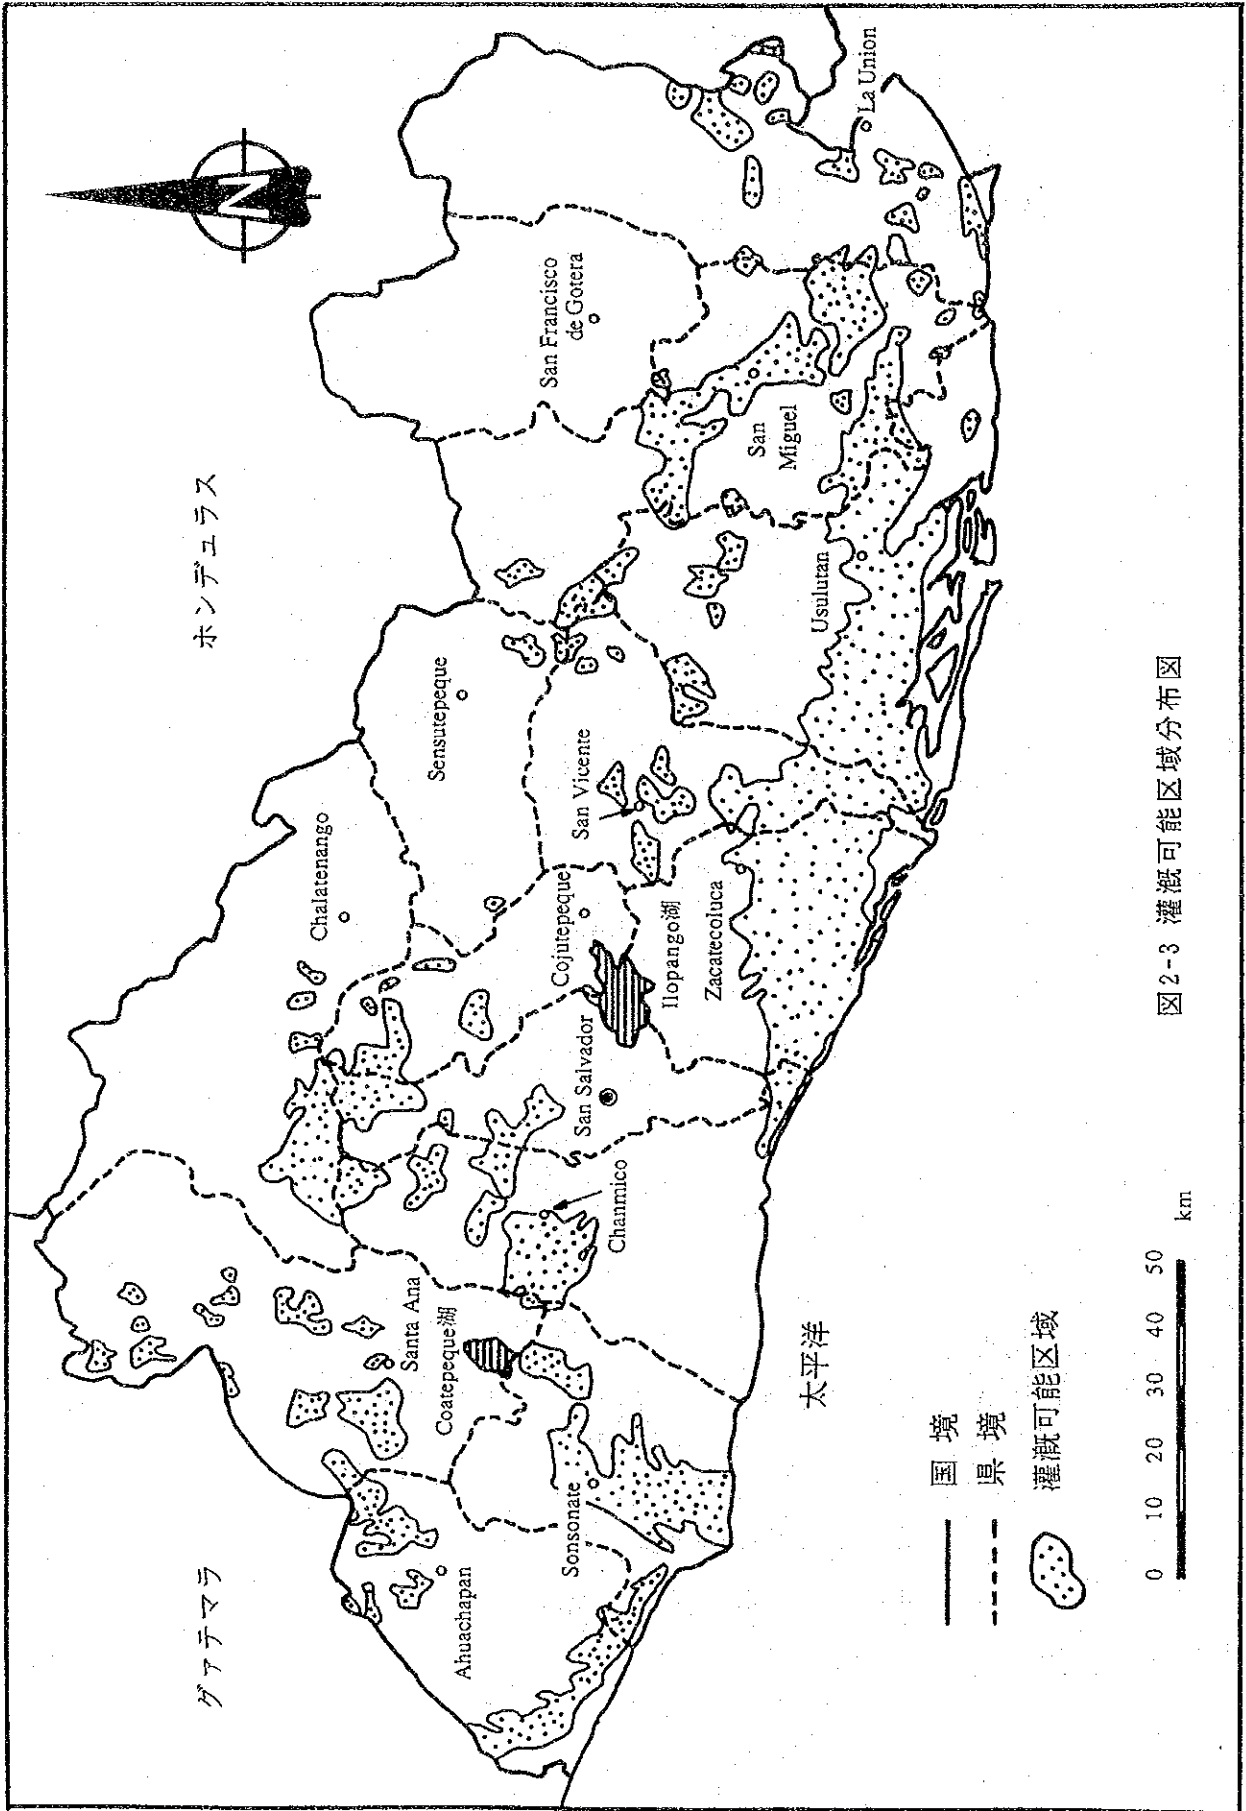 N
ホンデュラス
グァテマラ
San Francisco
de Gotera
La Union
San
Miguel
Usulutan
Sensutepeque
San Vicente
Chalatenango
Cojutepeque
Ilopango湖
Zacatecoluca
San Salvador
Chanmico
Santa Ana
Coatepeque湖
Sonsonate
Ahuachapan
太平洋
国境
県境
灌漑可能区域
0 10 20 30 40 50
km
図2-3 灌漑可能区域分布図